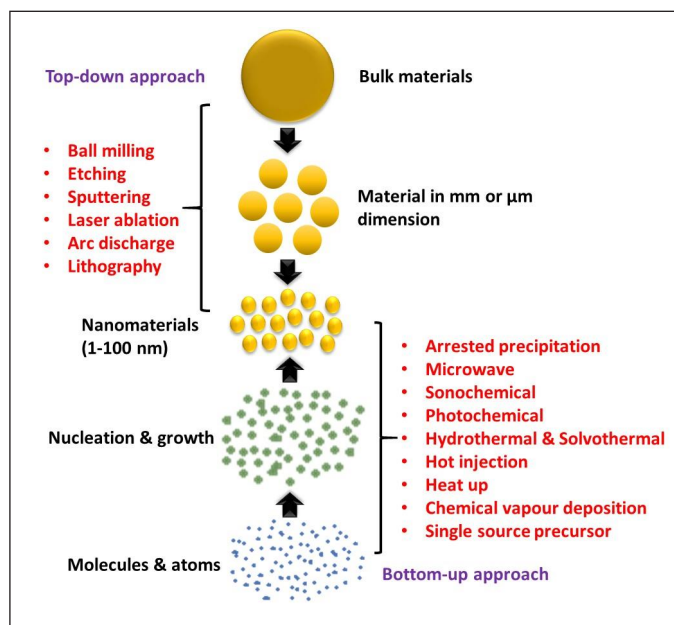 Top-down approach
Bulk materials
• Ball milling
• Etching
• Sputtering
• Laser ablation
• Arc discharge
• Lithography
Material in mm or µm
dimension
Nanomaterials
(1-100 nm)
• Arrested precipitation
• Microwave
• Sonochemical
• Photochemical
• Hydrothermal & Solvothermal
• Hot injection
• Heat up
• Chemical vapour deposition
• Single source precursor
Nucleation & growth
Molecules & atoms
Bottom-up approach